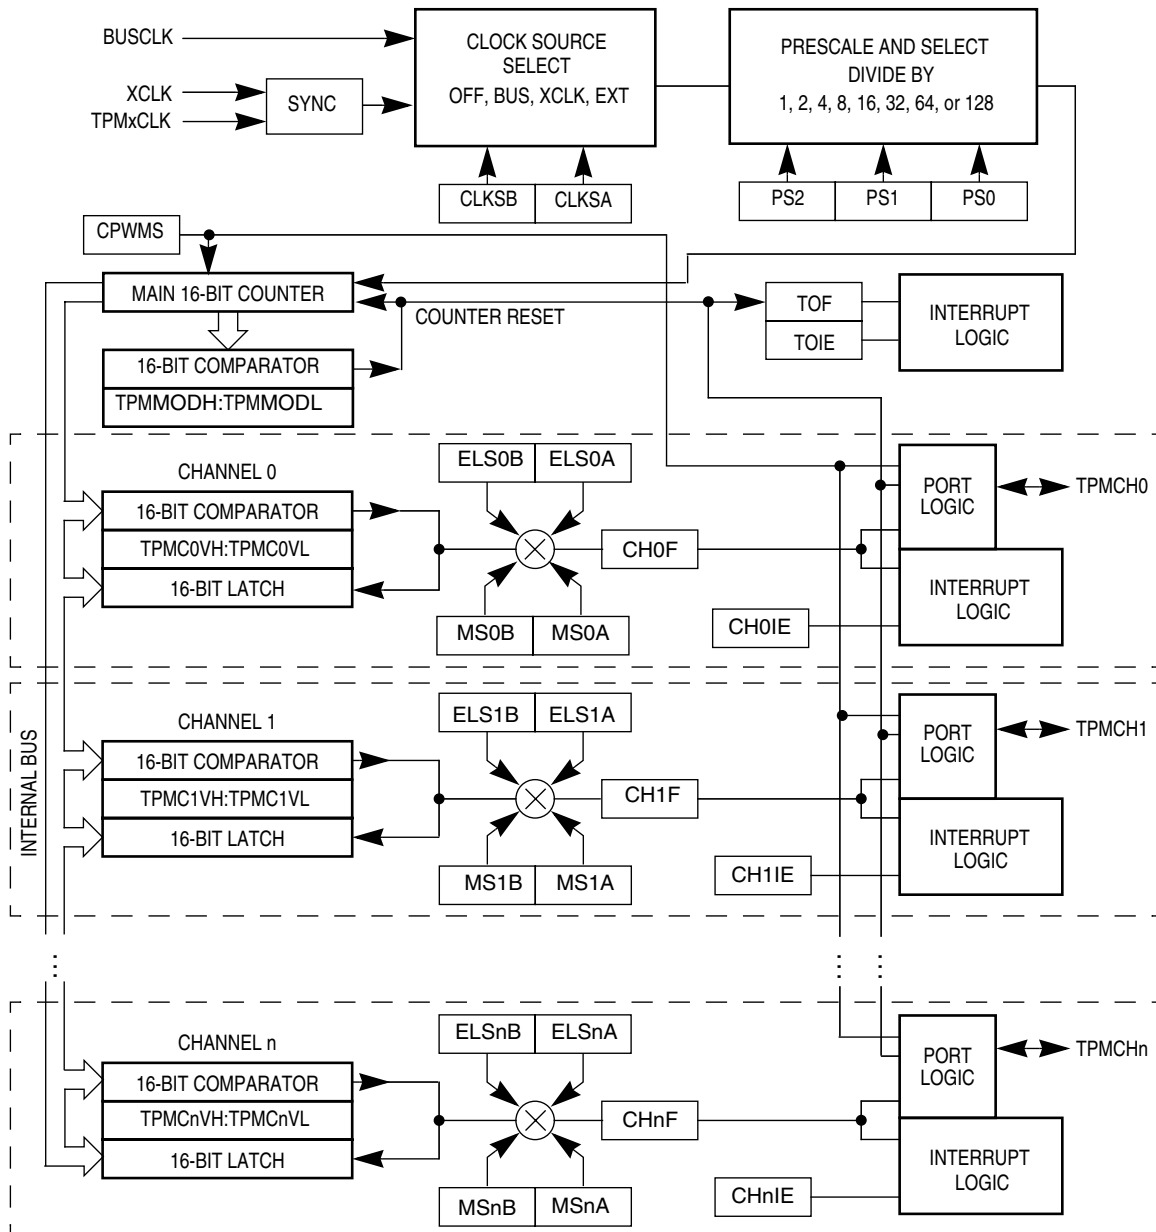 BUSCLK
XCLK
TPMxCLK
SYNC
CLOCK SOURCE
SELECT
OFF, BUS, XCLK, EXT
PRESCALE AND SELECT
DIVIDE BY
1, 2, 4, 8, 16, 32, 64, or 128
CLKSB
CLKSA
PS2
PS1
PS0
CPWMS
MAIN 16-BIT COUNTER
COUNTER RESET
TOF
TOIE
INTERRUPT
LOGIC
16-BIT COMPARATOR
TPMMODH:TPMMODL
CHANNEL 0
16-BIT COMPARATOR
TPMC0VH:TPMC0VL
16-BIT LATCH
ELS0B
ELS0A
MS0B
MS0A
CH0F
CH0IE
PORT
LOGIC
INTERRUPT
LOGIC
TPMCH0
INTERNAL BUS
CHANNEL 1
16-BIT COMPARATOR
TPMC1VH:TPMC1VL
16-BIT LATCH
ELS1B
ELS1A
MS1B
MS1A
CH1F
CH1IE
PORT
LOGIC
INTERRUPT
LOGIC
TPMCH1
...
... ...
CHANNEL n
16-BIT COMPARATOR
TPMCnVH:TPMCnVL
16-BIT LATCH
ELSnB
ELSnA
MSnB
MSnA
CHnF
CHnIE
PORT
LOGIC
INTERRUPT
LOGIC
TPMCHn